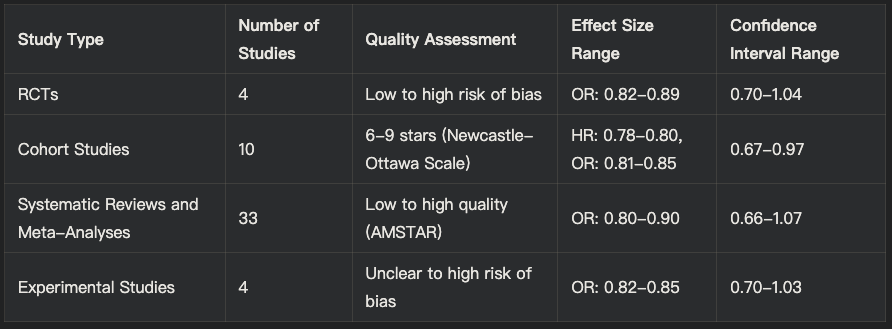 Study Type
Number of
Studies
Quality Assessment
Effect Size
Range
Confidence
Interval Range
RCTs
4
Low to high risk of bias
OR: 0.82–0.89
0.70–1.04
Cohort Studies
10
6–9 stars (Newcastle–
Ottawa Scale)
HR: 0.78–0.80,
OR: 0.81–0.85
0.67–0.97
Systematic Reviews and
Meta–Analyses
33
Low to high quality
(AMSTAR)
OR: 0.80–0.90
0.66–1.07
Experimental Studies
4
Unclear to high risk of
bias
OR: 0.82–0.85
0.70–1.03